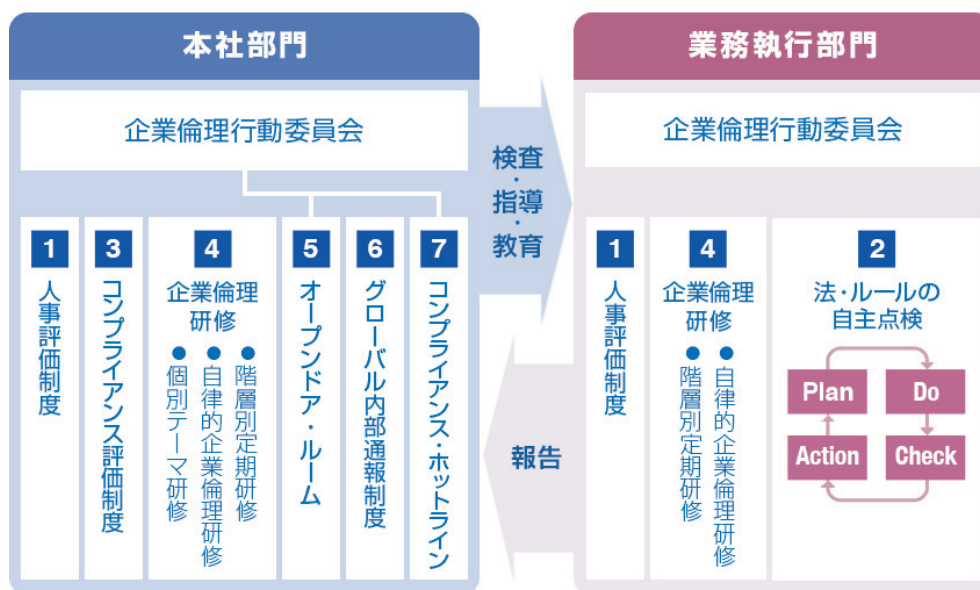 本社部門
企業倫理行動委員会
1
人事評価制度
3
コンプライアンス評価制度
4
企業倫理
研修
● 階層別定期研修
● 自律的企業倫理研修
● 個別テーマ研修
5
オープンドア・ルーム
6
グローバル内部通報制度
7
コンプライアンス・ホットライン
検査
・
指導
・
教育
報告
業務執行部門
企業倫理行動委員会
1
人事評価制度
4
企業倫理
研修
● 自律的企業倫理研修
● 階層別定期研修
2
法・ルールの
自主点検
Plan
Do
Action
Check